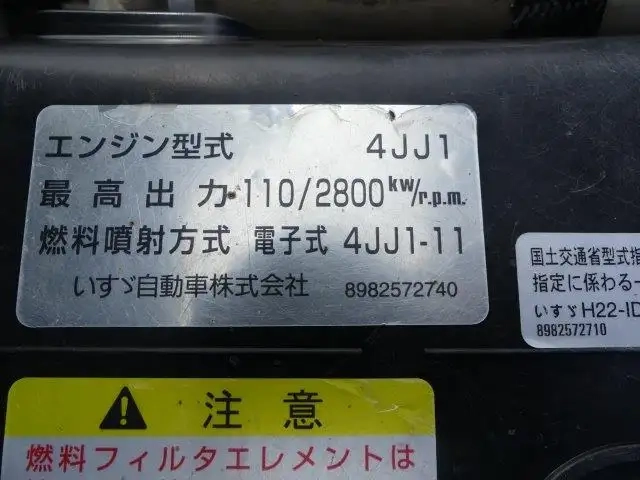 エンジン型式 4JJ1
最高出力 110/2800 kw/r.p.m.
燃料噴射方式 電子式 4JJ1-11
いすゞ自動車株式会社 8982572740
国土交通省型式指
指定に係わる一
いすゞH22-ID
8982572710
注意
燃料フィルタエレメントは